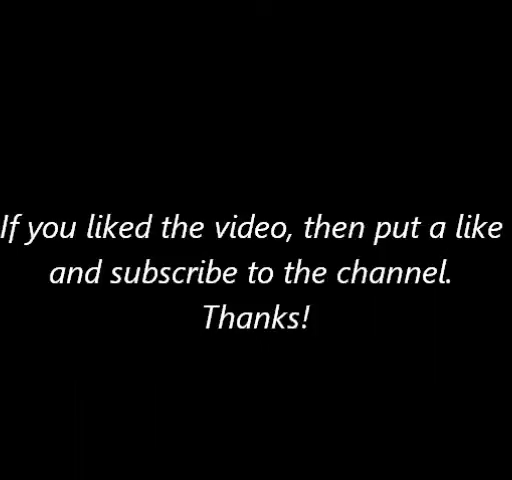 If you liked the video, then put a like
and subscribe to the channel.
Thanks!